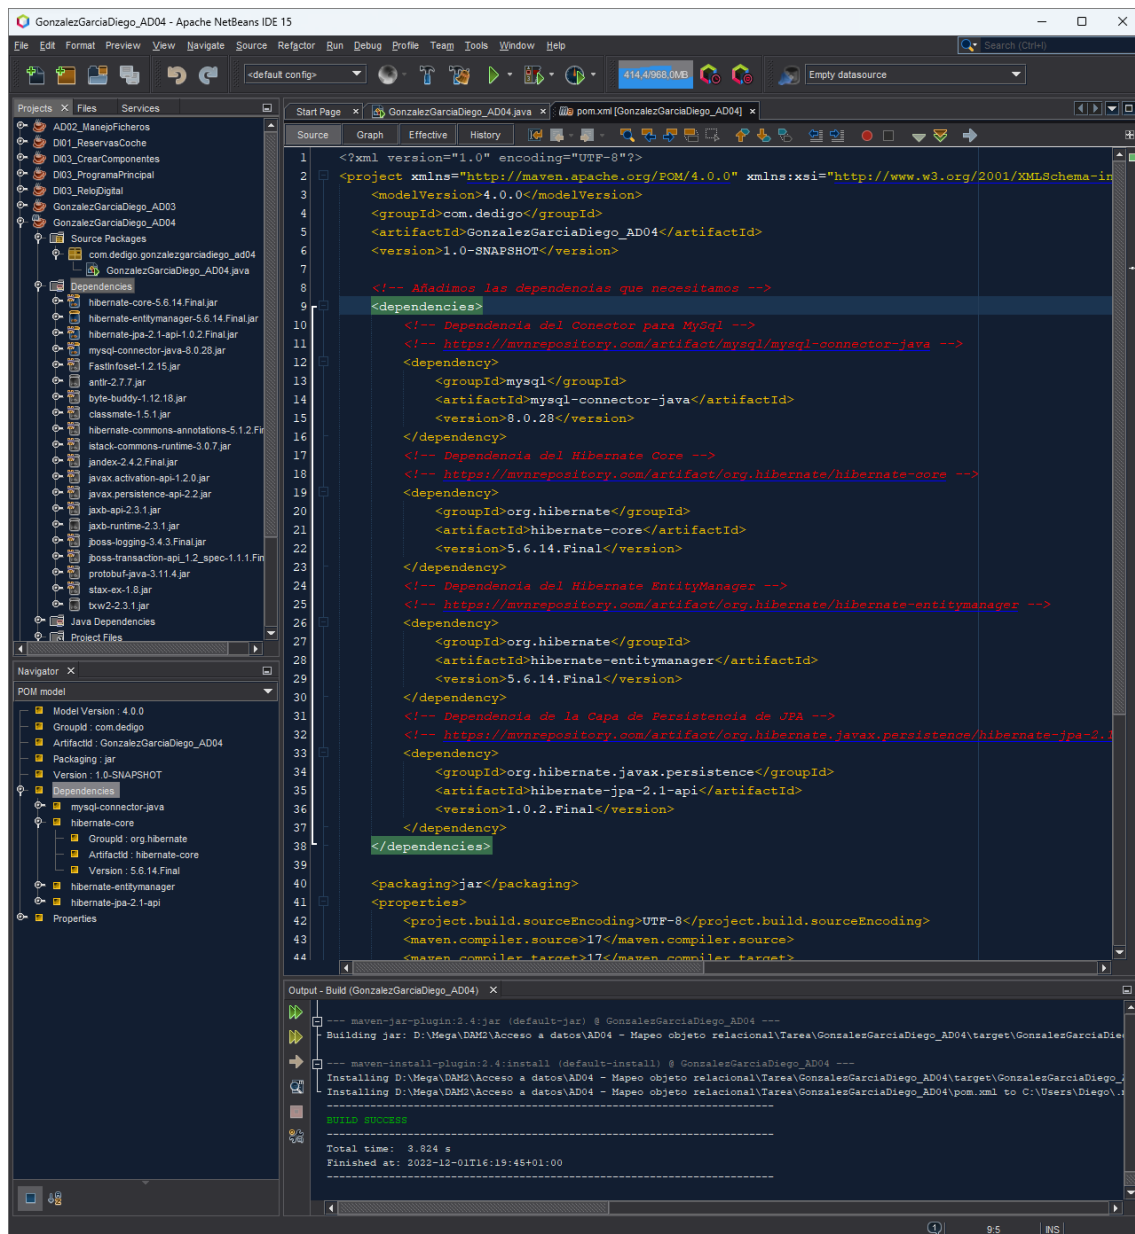 GonzalezGarciaDiego_AD04 - Apache NetBeans IDE 15
File Edit Format Preview View Navigate Source Refactor Run Debug Profile Team Tools Window Help
Search (Ctrl+I)
<default config>
414,4/968,0MB
Empty datasource
Projects Files Services
AD02_ManejoFicheros
DI01_ReservasCoche
DI03_CrearComponentes
DI03_ProgramaPrincipal
DI03_RelojDigital
GonzalezGarciaDiego_AD03
GonzalezGarciaDiego_AD04
Source Packages
com.dedigo.gonzalezgarciadiego_ad04
GonzalezGarciaDiego_AD04.java
Dependencies
hibernate-core-5.6.14.Final.jar
hibernate-entitymanager-5.6.14.Final.jar
hibernate-jpa-2.1-api-1.0.2.Final.jar
mysql-connector-java-8.0.28.jar
FastInfoset-1.2.15.jar
antlr-2.7.7.jar
byte-buddy-1.12.18.jar
classmate-1.5.1.jar
hibernate-commons-annotations-5.1.2.Fin
istack-commons-runtime-3.0.7.jar
jandex-2.4.2.Final.jar
javax.activation-api-1.2.0.jar
javax.persistence-api-2.2.jar
jaxb-api-2.3.1.jar
jaxb-runtime-2.3.1.jar
jboss-logging-3.4.3.Final.jar
jboss-transaction-api_1.2_spec-1.1.1.Fin
protobuf-java-3.11.4.jar
stax-ex-1.8.jar
txw2-2.3.1.jar
Java Dependencies
Project Files
Navigator
POM model
Model Version : 4.0.0
GroupId : com.dedigo
ArtifactId : GonzalezGarciaDiego_AD04
Packaging : jar
Version : 1.0-SNAPSHOT
Dependencies
mysql-connector-java
hibernate-core
GroupId : org.hibernate
ArtifactId : hibernate-core
Version : 5.6.14.Final
hibernate-entitymanager
hibernate-jpa-2.1-api
Properties
Start Page GonzalezGarciaDiego_AD04.java pom.xml [GonzalezGarciaDiego_AD04]
Source Graph Effective History
1 <?xml version="1.0" encoding="UTF-8"?>
2 <project xmlns="http://maven.apache.org/POM/4.0.0" xmlns:xsi="http://www.w3.org/2001/XMLSchema-in
3 <modelVersion>4.0.0</modelVersion>
4 <groupId>com.dedigo</groupId>
5 <artifactId>GonzalezGarciaDiego_AD04</artifactId>
6 <version>1.0-SNAPSHOT</version>
7
8 <!-- Añadimos las dependencias que necesitamos -->
9 <dependencies>
10 <!-- Dependencia del Conector para MySql -->
11 <!-- https://mvnrepository.com/artifact/mysql/mysql-connector-java -->
12 <dependency>
13 <groupId>mysql</groupId>
14 <artifactId>mysql-connector-java</artifactId>
15 <version>8.0.28</version>
16 </dependency>
17 <!-- Dependencia del Hibernate Core -->
18 <!-- https://mvnrepository.com/artifact/org.hibernate/hibernate-core -->
19 <dependency>
20 <groupId>org.hibernate</groupId>
21 <artifactId>hibernate-core</artifactId>
22 <version>5.6.14.Final</version>
23 </dependency>
24 <!-- Dependencia del Hibernate EntityManager -->
25 <!-- https://mvnrepository.com/artifact/org.hibernate/hibernate-entitymanager -->
26 <dependency>
27 <groupId>org.hibernate</groupId>
28 <artifactId>hibernate-entitymanager</artifactId>
29 <version>5.6.14.Final</version>
30 </dependency>
31 <!-- Dependencia de la Capa de Persistencia de JPA -->
32 <!-- https://mvnrepository.com/artifact/org.hibernate.javax.persistence/hibernate-jpa-2.1
33 <dependency>
34 <groupId>org.hibernate.javax.persistence</groupId>
35 <artifactId>hibernate-jpa-2.1-api</artifactId>
36 <version>1.0.2.Final</version>
37 </dependency>
38 </dependencies>
39
40 <packaging>jar</packaging>
41 <properties>
42 <project.build.sourceEncoding>UTF-8</project.build.sourceEncoding>
43 <maven.compiler.source>17</maven.compiler.source>
44 <maven.compiler.target>17</maven.compiler.target>
Output - Build (GonzalezGarciaDiego_AD04)
--- maven-jar-plugin:2.4:jar (default-jar) @ GonzalezGarciaDiego_AD04 ---
Building jar: D:\Mega\DAM2\Acceso a datos\AD04 - Mapeo objeto relacional\Tarea\GonzalezGarciaDiego_AD04\target\GonzalezGarciaDie
--- maven-install-plugin:2.4:install (default-install) @ GonzalezGarciaDiego_AD04 ---
Installing D:\Mega\DAM2\Acceso a datos\AD04 - Mapeo objeto relacional\Tarea\GonzalezGarciaDiego_AD04\target\GonzalezGarciaDiego_
Installing D:\Mega\DAM2\Acceso a datos\AD04 - Mapeo objeto relacional\Tarea\GonzalezGarciaDiego_AD04\pom.xml to C:\Users\Diego\.
------------------------------------------------------------------------
BUILD SUCCESS
------------------------------------------------------------------------
Total time: 3.824 s
Finished at: 2022-12-01T16:19:45+01:00
------------------------------------------------------------------------
9:5 INS